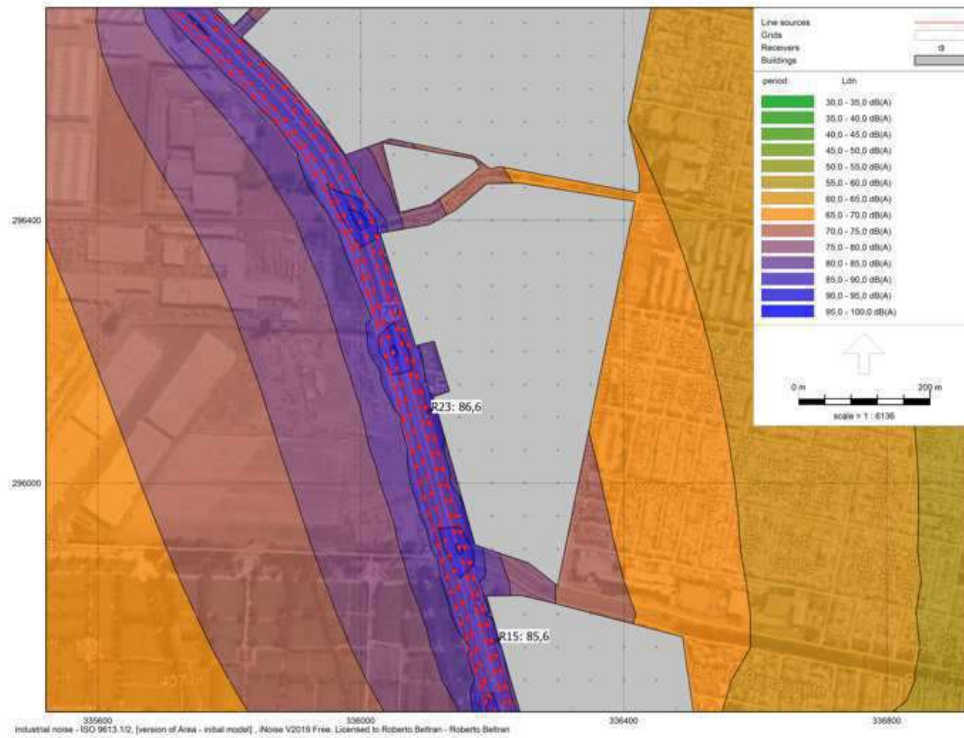 Line sources
Grids
Receivers
Buildings
period:
Ldn
30,0 - 35,0 dB(A)
35,0 - 40,0 dB(A)
40,0 - 45,0 dB(A)
45,0 - 50,0 dB(A)
50,0 - 55,0 dB(A)
55,0 - 60,0 dB(A)
60,0 - 65,0 dB(A)
65,0 - 70,0 dB(A)
70,0 - 75,0 dB(A)
75,0 - 80,0 dB(A)
80,0 - 85,0 dB(A)
85,0 - 90,0 dB(A)
90,0 - 95,0 dB(A)
95,0 - 100,0 dB(A)
0 m
200 m
scale = 1 : 6136
296400
R23: 86,6
296000
R15: 85,6
335600
336000
336400
336800
Industrial noise - ISO 9613.1/2, [version of Area - initial model] , iNoise V2019 Free, Licensed to Roberto Beltran - Roberto Beltran